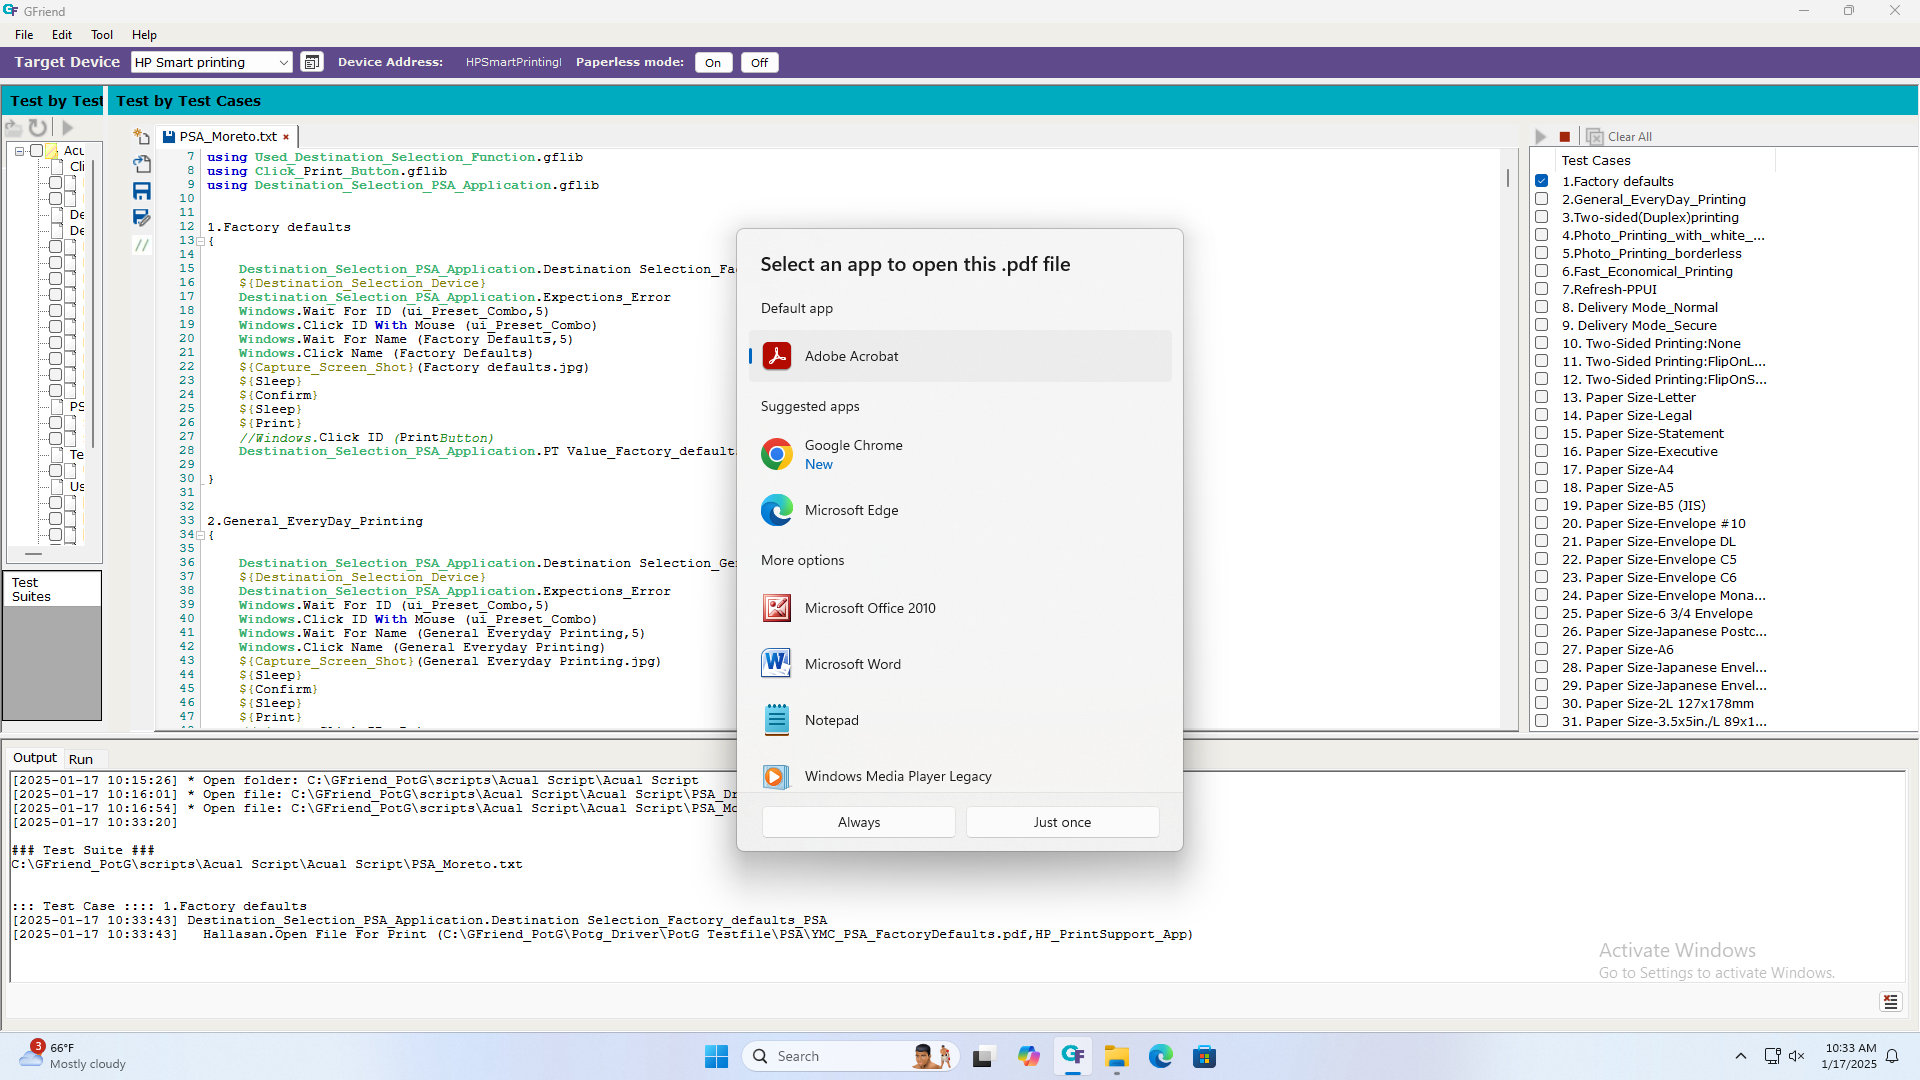 GFriend
File Edit Tool Help
Target Device HP Smart printing Device Address: HPSmartPrintingI Paperless mode: On Off
Test by Test
Test by Test Cases
PSA_Moreto.txt
Clear All
Acu
Cli
De
De
PS
Te
Us
Test
Suites
7 using Used_Destination_Selection_Function.gflib
8 using Click_Print_Button.gflib
9 using Destination_Selection_PSA_Application.gflib
10
11
12 1.Factory defaults
13 {
14
15 Destination_Selection_PSA_Application.Destination Selection_Fa
16 ${Destination_Selection_Device}
17 Destination_Selection_PSA_Application.Expections_Error
18 Windows.Wait For ID (ui_Preset_Combo,5)
19 Windows.Click ID With Mouse (ui_Preset_Combo)
20 Windows.Wait For Name (Factory Defaults,5)
21 Windows.Click Name (Factory Defaults)
22 ${Capture_Screen_Shot}(Factory defaults.jpg)
23 ${Sleep}
24 ${Confirm}
25 ${Sleep}
26 ${Print}
27 //Windows.Click ID (PrintButton)
28 Destination_Selection_PSA_Application.PT Value_Factory_default
29
30 }
31
32
33 2.General_EveryDay_Printing
34 {
35
36 Destination_Selection_PSA_Application.Destination Selection_Ge
37 ${Destination_Selection_Device}
38 Destination_Selection_PSA_Application.Expections_Error
39 Windows.Wait For ID (ui_Preset_Combo,5)
40 Windows.Click ID With Mouse (ui_Preset_Combo)
41 Windows.Wait For Name (General Everyday Printing,5)
42 Windows.Click Name (General Everyday Printing)
43 ${Capture_Screen_Shot}(General Everyday Printing.jpg)
44 ${Sleep}
45 ${Confirm}
46 ${Sleep}
47 ${Print}
Select an app to open this .pdf file
Default app
Adobe Acrobat
Suggested apps
Google Chrome
New
Microsoft Edge
More options
Microsoft Office 2010
Microsoft Word
Notepad
Windows Media Player Legacy
Always
Just once
Test Cases
1.Factory defaults
2.General_EveryDay_Printing
3.Two-sided(Duplex)printing
4.Photo_Printing_with_white_...
5.Photo_Printing_borderless
6.Fast_Economical_Printing
7.Refresh-PPUI
8. Delivery Mode_Normal
9. Delivery Mode_Secure
10. Two-Sided Printing:None
11. Two-Sided Printing:FlipOnL...
12. Two-Sided Printing:FlipOnS...
13. Paper Size-Letter
14. Paper Size-Legal
15. Paper Size-Statement
16. Paper Size-Executive
17. Paper Size-A4
18. Paper Size-A5
19. Paper Size-B5 (JIS)
20. Paper Size-Envelope #10
21. Paper Size-Envelope DL
22. Paper Size-Envelope C5
23. Paper Size-Envelope C6
24. Paper Size-Envelope Mona...
25. Paper Size-6 3/4 Envelope
26. Paper Size-Japanese Postc...
27. Paper Size-A6
28. Paper Size-Japanese Envel...
29. Paper Size-Japanese Envel...
30. Paper Size-2L 127x178mm
31. Paper Size-3.5x5in./L 89x1...
Output Run
[2025-01-17 10:15:26] * Open folder: C:\GFriend_PotG\scripts\Acual Script\Acual Script
[2025-01-17 10:16:01] * Open file: C:\GFriend_PotG\scripts\Acual Script\Acual Script\PSA_Dr
[2025-01-17 10:16:54] * Open file: C:\GFriend_PotG\scripts\Acual Script\Acual Script\PSA_Mo
[2025-01-17 10:33:20]
### Test Suite ###
C:\GFriend_PotG\scripts\Acual Script\Acual Script\PSA_Moreto.txt
::: Test Case :::: 1.Factory defaults
[2025-01-17 10:33:43] Destination_Selection_PSA_Application.Destination Selection_Factory_defaults_PSA
[2025-01-17 10:33:43] Hallasan.Open File For Print (C:\GFriend_PotG\Potg_Driver\PotG Testfile\PSA\YMC_PSA_FactoryDefaults.pdf,HP_PrintSupport_App)
Activate Windows
Go to Settings to activate Windows.
3
66°F
Mostly cloudy
Search
10:33 AM
1/17/2025